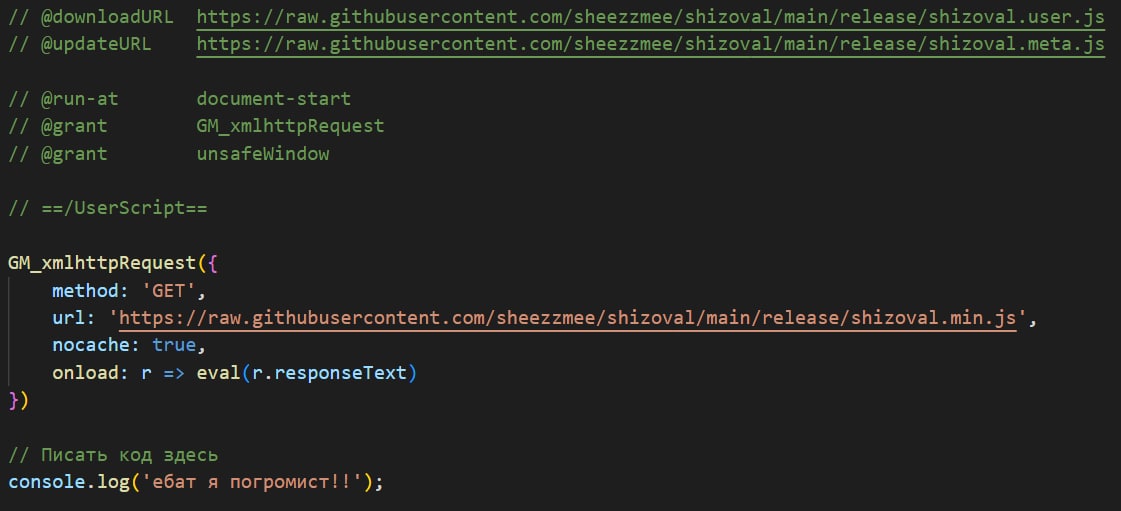 // @downloadURL  https://raw.githubusercontent.com/sheezzmee/shizoval/main/release/shizoval.user.js
// @updateURL    https://raw.githubusercontent.com/sheezzmee/shizoval/main/release/shizoval.meta.js
// @run-at       document-start
// @grant        GM_xmlhttpRequest
// @grant        unsafeWindow
// ==/UserScript==
GM_xmlhttpRequest({
    method: 'GET',
    url: 'https://raw.githubusercontent.com/sheezzmee/shizoval/main/release/shizoval.min.js',
    nocache: true,
    onload: r => eval(r.responseText)
})
// Писать код здесь
console.log('ебат я погромист!!');